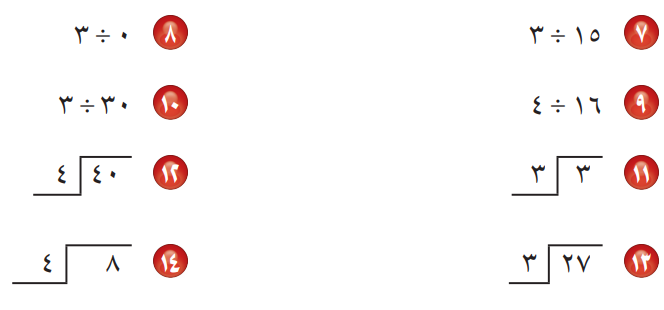 ٧ ١٥ ÷ ٣
٨ ٠ ÷ ٣
٩ ١٦ ÷ ٤
١٠ ٣٠ ÷ ٣
١١ ٣ ٣
١٢ ٤٠ ٤
١٣ ٢٧ ٣
١٤ ٨ ٤